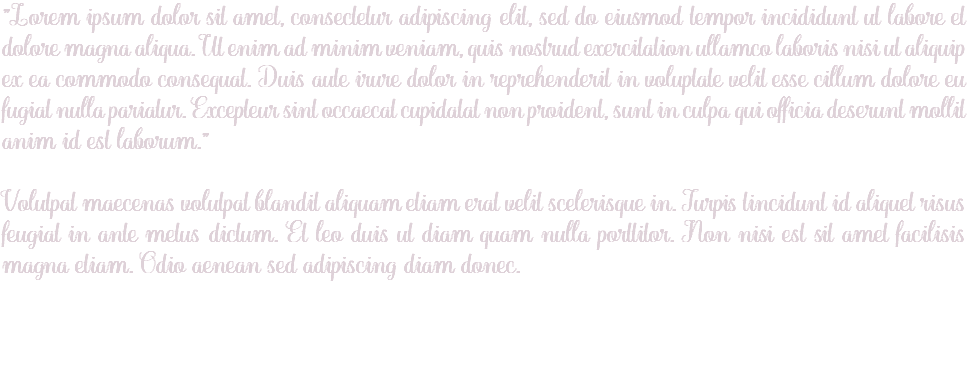 "Lorem ipsum dolor sit amet, consectetur adipiscing elit, sed do eiusmod tempor incididunt ut labore et
dolore magna aliqua. Ut enim ad minim veniam, quis nostrud exercitation ullamco laboris nisi ut aliquip
ex ea commodo consequat. Duis aute irure dolor in reprehenderit in voluptate velit esse cillum dolore eu
fugiat nulla pariatur. Excepteur sint occaecat cupidatat non proident, sunt in culpa qui officia deserunt mollit
anim id est laborum."
Volutpat maecenas volutpat blandit aliquam etiam erat velit scelerisque in. Turpis tincidunt id aliquet risus
feugiat in ante metus dictum. Et leo duis ut diam quam nulla porttitor. Non nisi est sit amet facilisis
magna etiam. Odio aenean sed adipiscing diam donec.